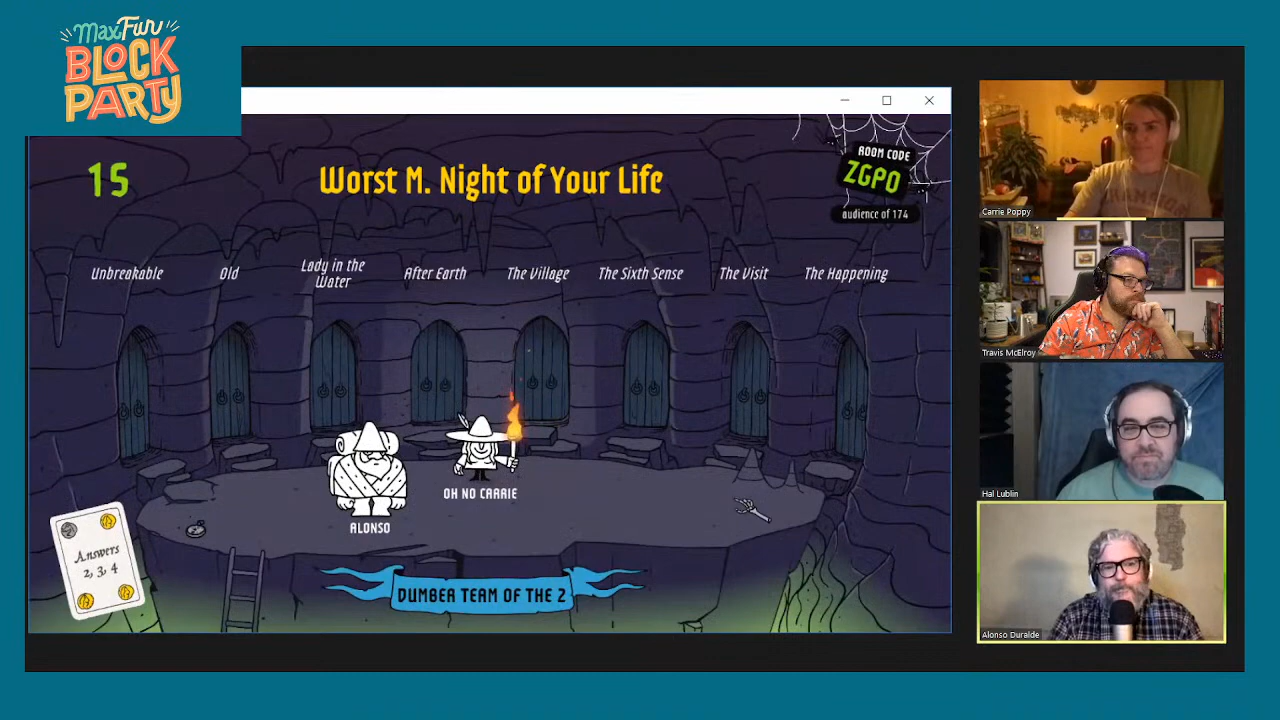 MaxFun
BLOCK
PARTY
15
Worst M. Night of Your Life
ROOM CODE
ZGPO
audience of 174
Unbreakable
Old
Lady in the
Water
After Earth
The Village
The Sixth Sense
The Visit
The Happening
ALONSO
OH NO CARRIE
Answers
2, 3, 4
DUMBER TEAM OF THE 2
Carrie Poppy
Travis McElroy
Hal Lublin
Alonso Duralde